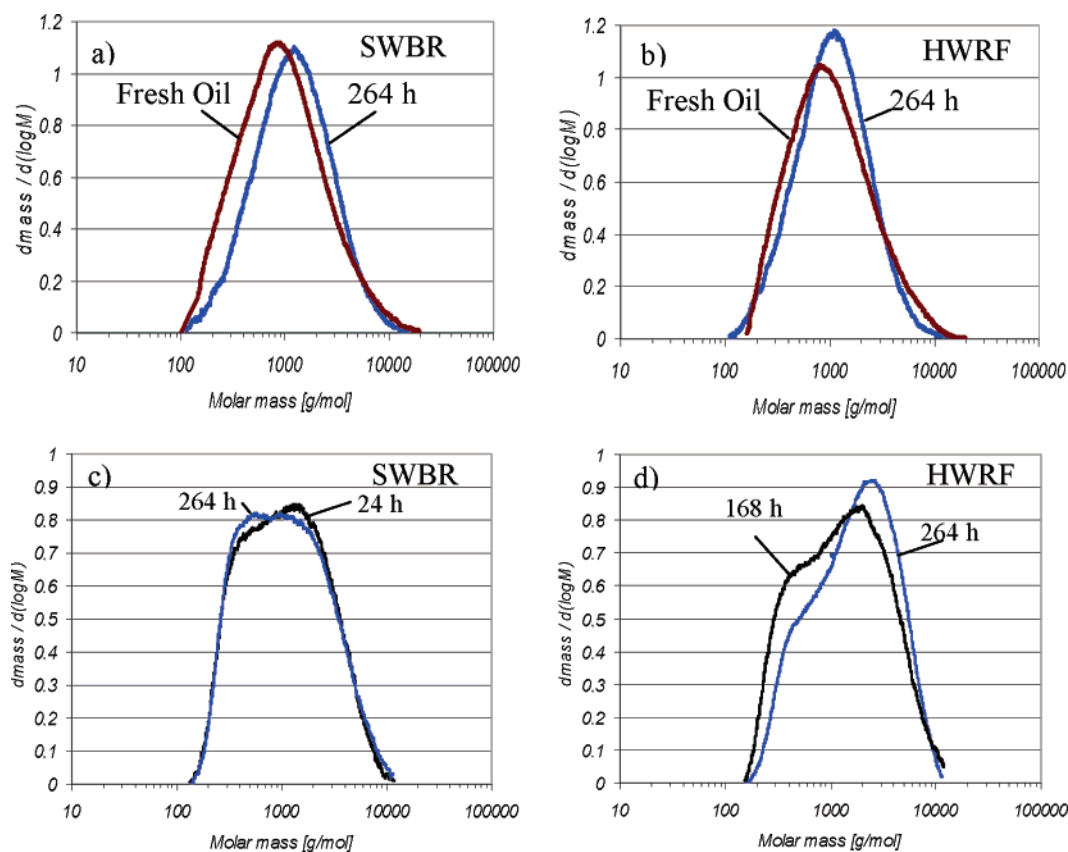 a)
SWBR
Fresh Oil
264 h
dmass / d(logM)
1.2
1
0.8
0.6
0.4
0.2
0
10
100
1000
10000
100000
Molar mass [g/mol]
b)
HWRF
Fresh Oil
264 h
dmass / d(logM)
1.2
1
0.8
0.6
0.4
0.2
0
10
100
1000
10000
100000
Molar mass [g/mol]
c)
SWBR
264 h
24 h
dmass / d(logM)
1
0.9
0.8
0.7
0.6
0.5
0.4
0.3
0.2
0.1
0
10
100
1000
10000
100000
Molar mass [g/mol]
d)
HWRF
168 h
264 h
dmass / d(logM)
1
0.9
0.8
0.7
0.6
0.5
0.4
0.3
0.2
0.1
0
10
100
1000
10000
100000
Molar mass [g/mol]